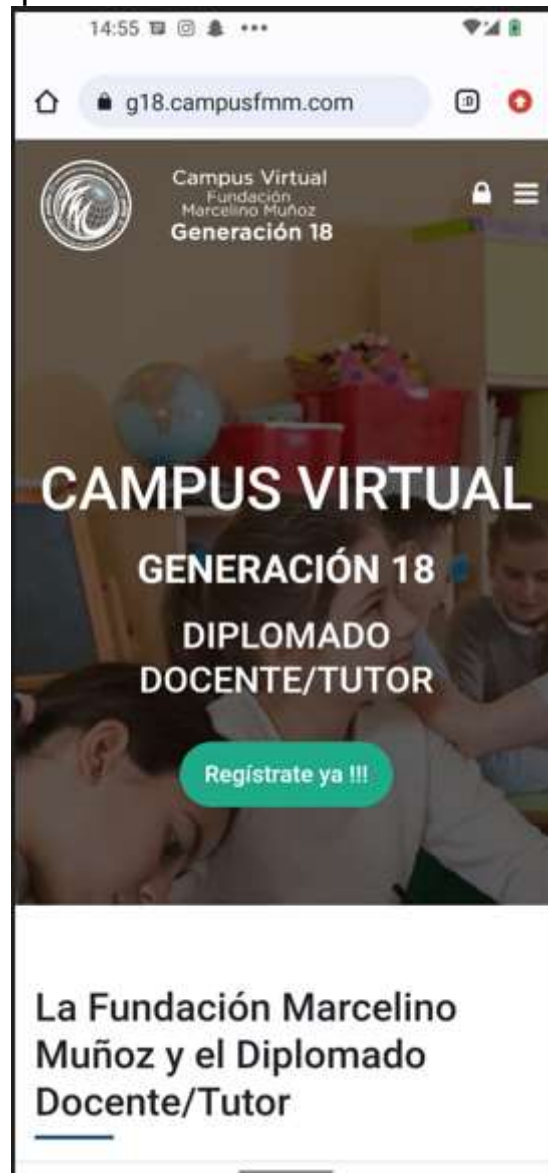 14:55
g18.campusfmm.com
:D
Campus Virtual
Fundación
Marcelino Muñoz
Generación 18
CAMPUS VIRTUAL
GENERACIÓN 18
DIPLOMADO
DOCENTE/TUTOR
Regístrate ya !!!
La Fundación Marcelino
Muñoz y el Diplomado
Docente/Tutor